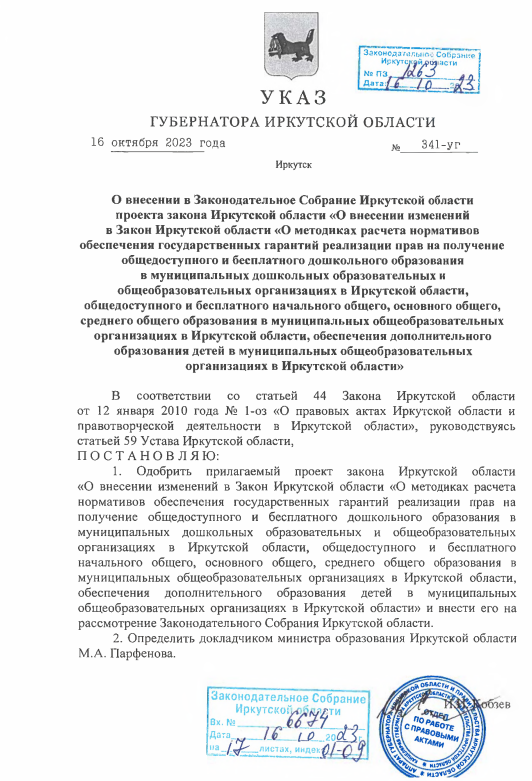 Законодательное Собрание
Иркутской области
№ ПЗ 1263
Дата: 16 10 2023
УКАЗ
ГУБЕРНАТОРА ИРКУТСКОЙ ОБЛАСТИ
16 октября 2023 года
№ 341-уг
Иркутск
О внесении в Законодательное Собрание Иркутской области
проекта закона Иркутской области «О внесении изменений
в Закон Иркутской области «О методиках расчета нормативов
обеспечения государственных гарантий реализации прав на получение
общедоступного и бесплатного дошкольного образования
в муниципальных дошкольных образовательных и
общеобразовательных организациях в Иркутской области,
общедоступного и бесплатного начального общего, основного общего,
среднего общего образования в муниципальных общеобразовательных
организациях в Иркутской области, обеспечения дополнительного
образования детей в муниципальных общеобразовательных
организациях в Иркутской области»
В соответствии со статьей 44 Закона Иркутской области
от 12 января 2010 года № 1-оз «О правовых актах Иркутской области и
правотворческой деятельности в Иркутской области», руководствуясь
статьей 59 Устава Иркутской области,
П О С Т А Н О В Л Я Ю:
1. Одобрить прилагаемый проект закона Иркутской области
«О внесении изменений в Закон Иркутской области «О методиках расчета
нормативов обеспечения государственных гарантий реализации прав на
получение общедоступного и бесплатного дошкольного образования в
муниципальных дошкольных образовательных и общеобразовательных
организациях в Иркутской области, общедоступного и бесплатного
начального общего, основного общего, среднего общего образования в
муниципальных общеобразовательных организациях в Иркутской области,
обеспечения дополнительного образования детей в муниципальных
общеобразовательных организациях в Иркутской области» и внести его на
рассмотрение Законодательного Собрания Иркутской области.
2. Определить докладчиком министра образования Иркутской области
М.А. Парфенова.
Законодательное Собрание
Иркутской области
Вх. № 6674
Дата 16 10 2023 г.
на 17 листах, индекс 01-09
ОТДЕЛ
ПО РАБОТЕ
С ПРАВОВЫМИ
АКТАМИ
Кобзев